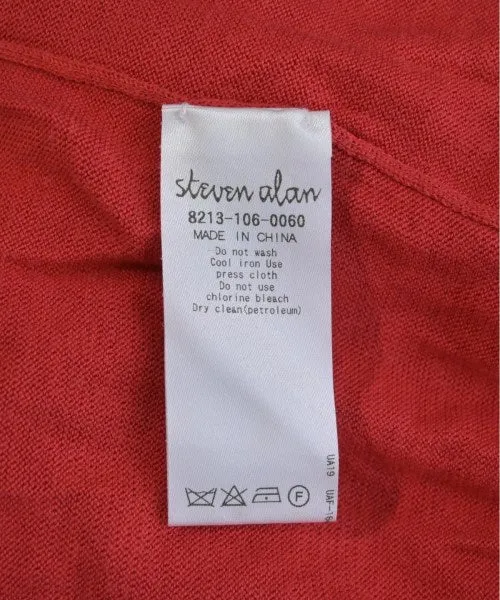 steven alan
8213-106-0060
MADE IN CHINA
Do not wash
Cool iron Use
press cloth
Do not use
chlorine bleach
Dry clean(petroleum)
F
UA19 UAF-16